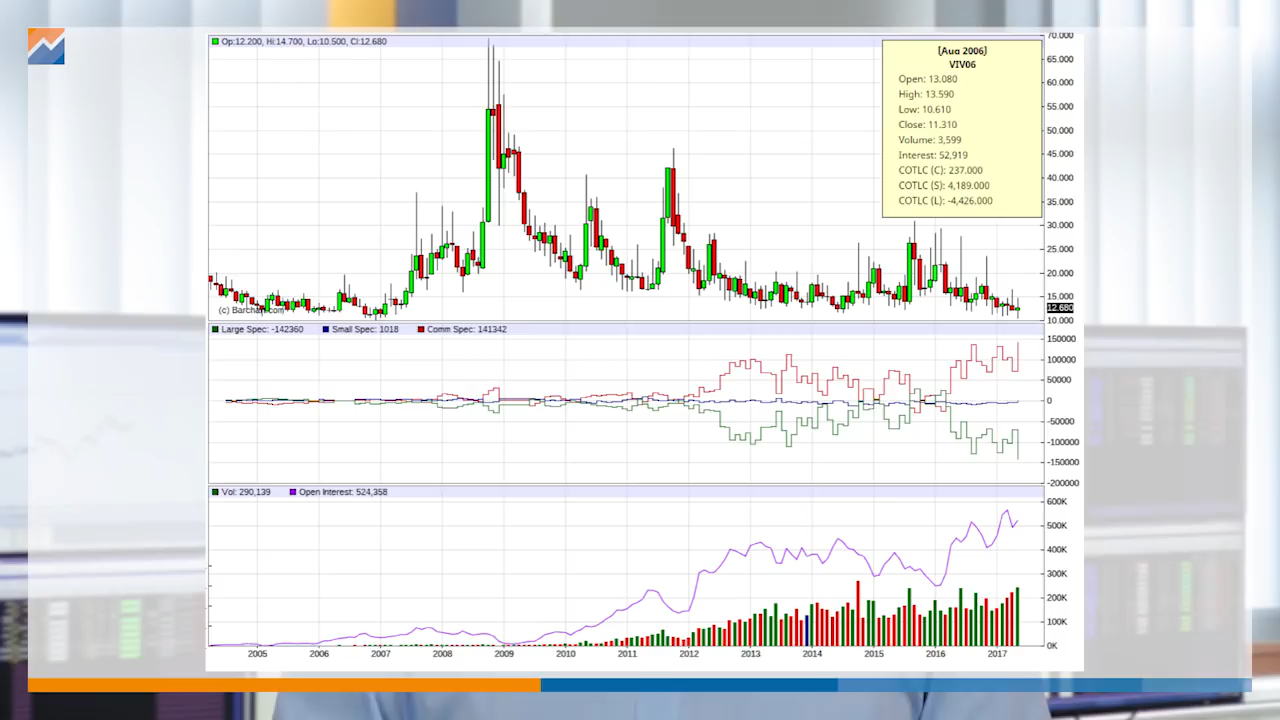 Op:12.200, Hi:14.700, Lo:10.500, Cl:12.680
70.000
65.000
60.000
55.000
50.000
45.000
40.000
35.000
30.000
25.000
20.000
15.000
12.680
10.000
[Aug 2006]
VIV06
Open: 13.080
High: 13.590
Low: 10.610
Close: 11.310
Volume: 3,599
Interest: 52,919
COTLC (C): 237.000
COTLC (S): 4,189.000
COTLC (L): -4,426.000
(c) Barchart.com
Large Spec: -142360 Small Spec: 1018 Comm Spec: 141342
150000
100000
50000
0
-50000
-100000
-150000
-200000
Vol: 290,139 Open Interest: 524,358
600K
500K
400K
300K
200K
100K
0K
2005 2006 2007 2008 2009 2010 2011 2012 2013 2014 2015 2016 2017